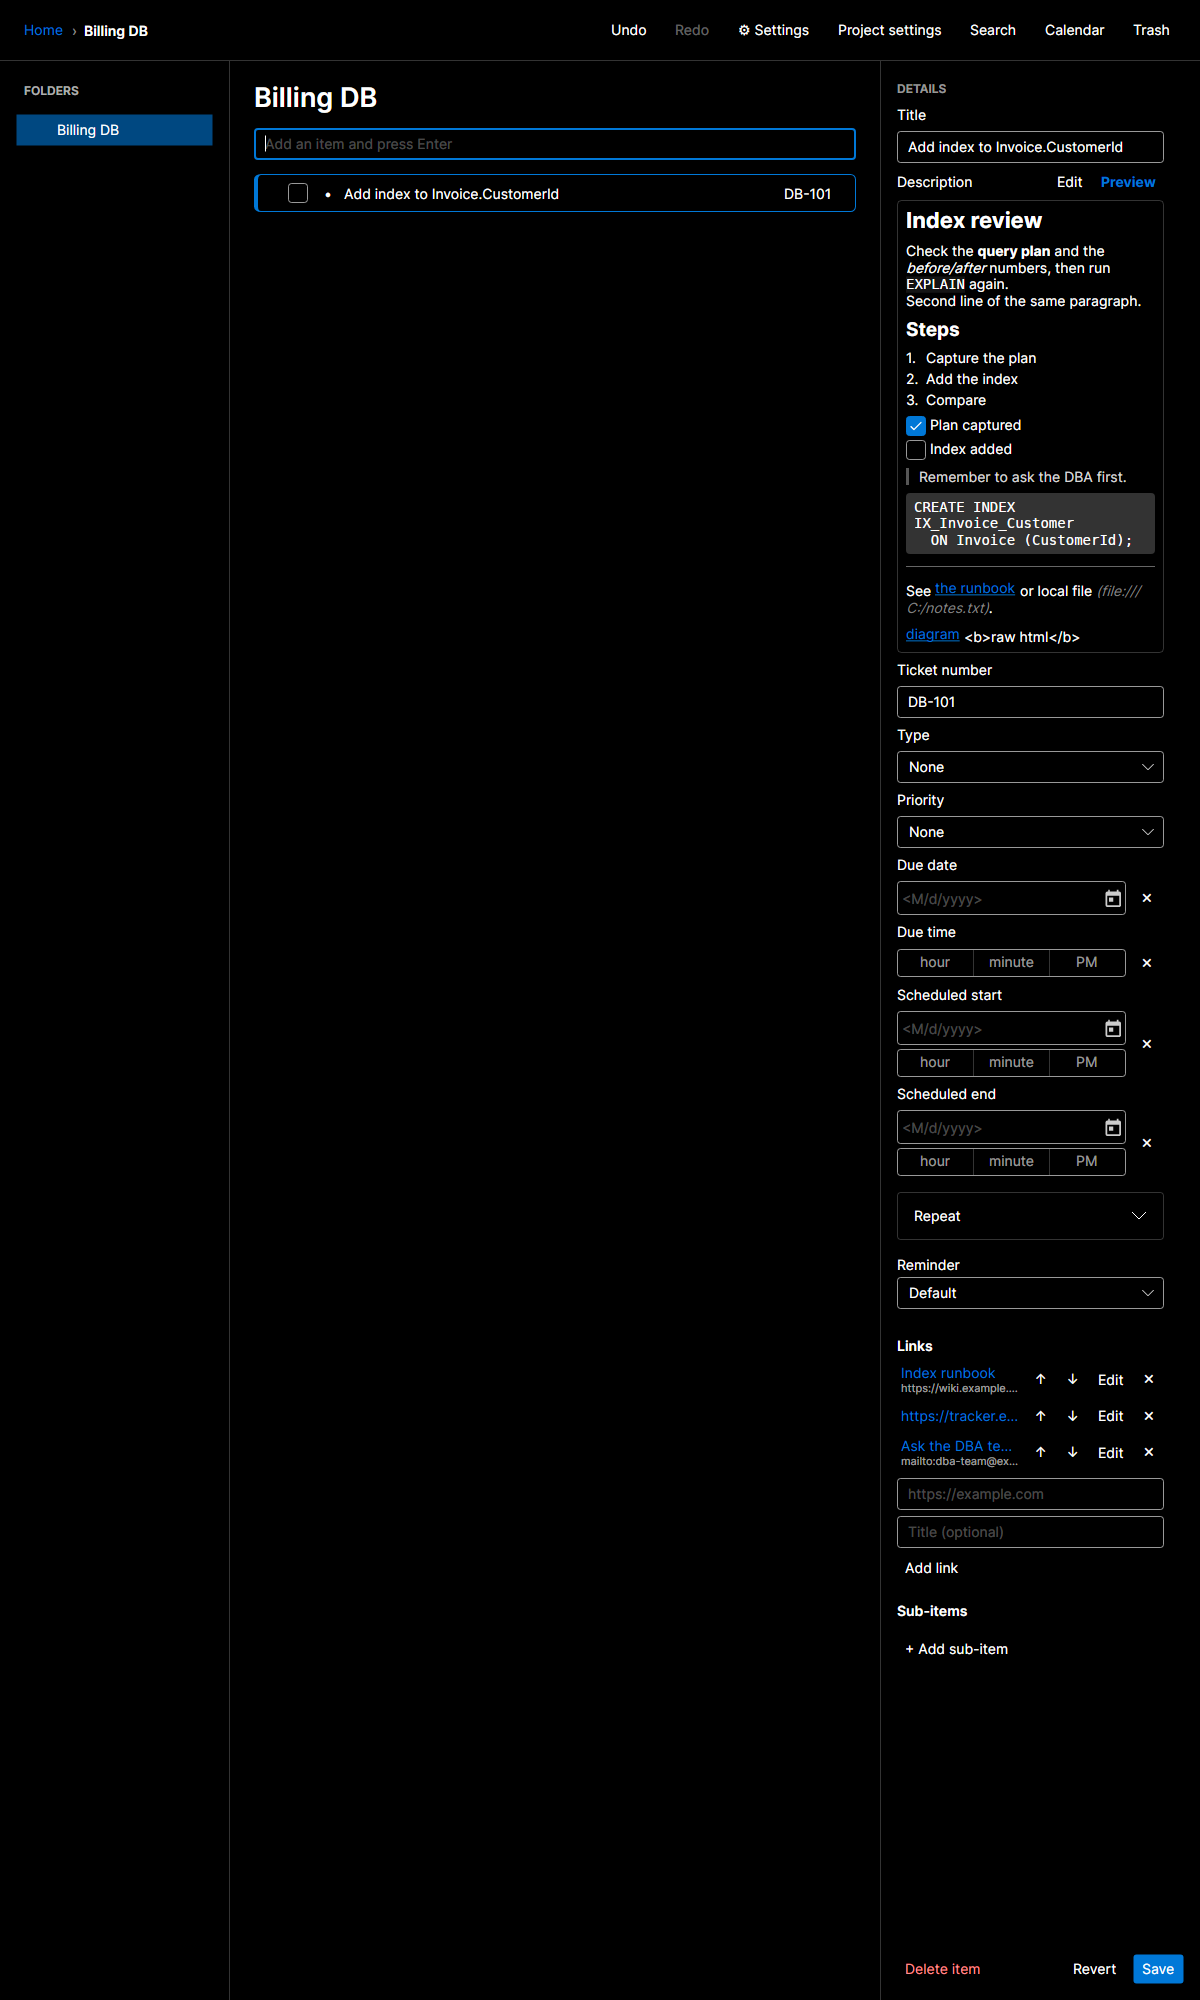 Home › Billing DB
Undo Redo ⚙ Settings Project settings Search Calendar Trash
FOLDERS
Billing DB
Billing DB
Add an item and press Enter
• Add index to Invoice.CustomerId DB-101
DETAILS
Title
Add index to Invoice.CustomerId
Description Edit Preview
Index review
Check the query plan and the
before/after numbers, then run
EXPLAIN again.
Second line of the same paragraph.
Steps
1. Capture the plan
2. Add the index
3. Compare
Plan captured
Index added
Remember to ask the DBA first.
CREATE INDEX
IX_Invoice_Customer
ON Invoice (CustomerId);
See the runbook or local file (file:///
C:/notes.txt).
diagram <b>raw html</b>
Ticket number
DB-101
Type
None
Priority
None
Due date
<M/d/yyyy> ✕
Due time
hour minute PM ✕
Scheduled start
<M/d/yyyy>
✕
hour minute PM
Scheduled end
<M/d/yyyy>
✕
hour minute PM
Repeat
Reminder
Default
Links
Index runbook
https://wiki.example.... ↑ ↓ Edit ✕
https://tracker.e... ↑ ↓ Edit ✕
Ask the DBA te...
mailto:dba-team@ex... ↑ ↓ Edit ✕
https://example.com
Title (optional)
Add link
Sub-items
+ Add sub-item
Delete item Revert Save